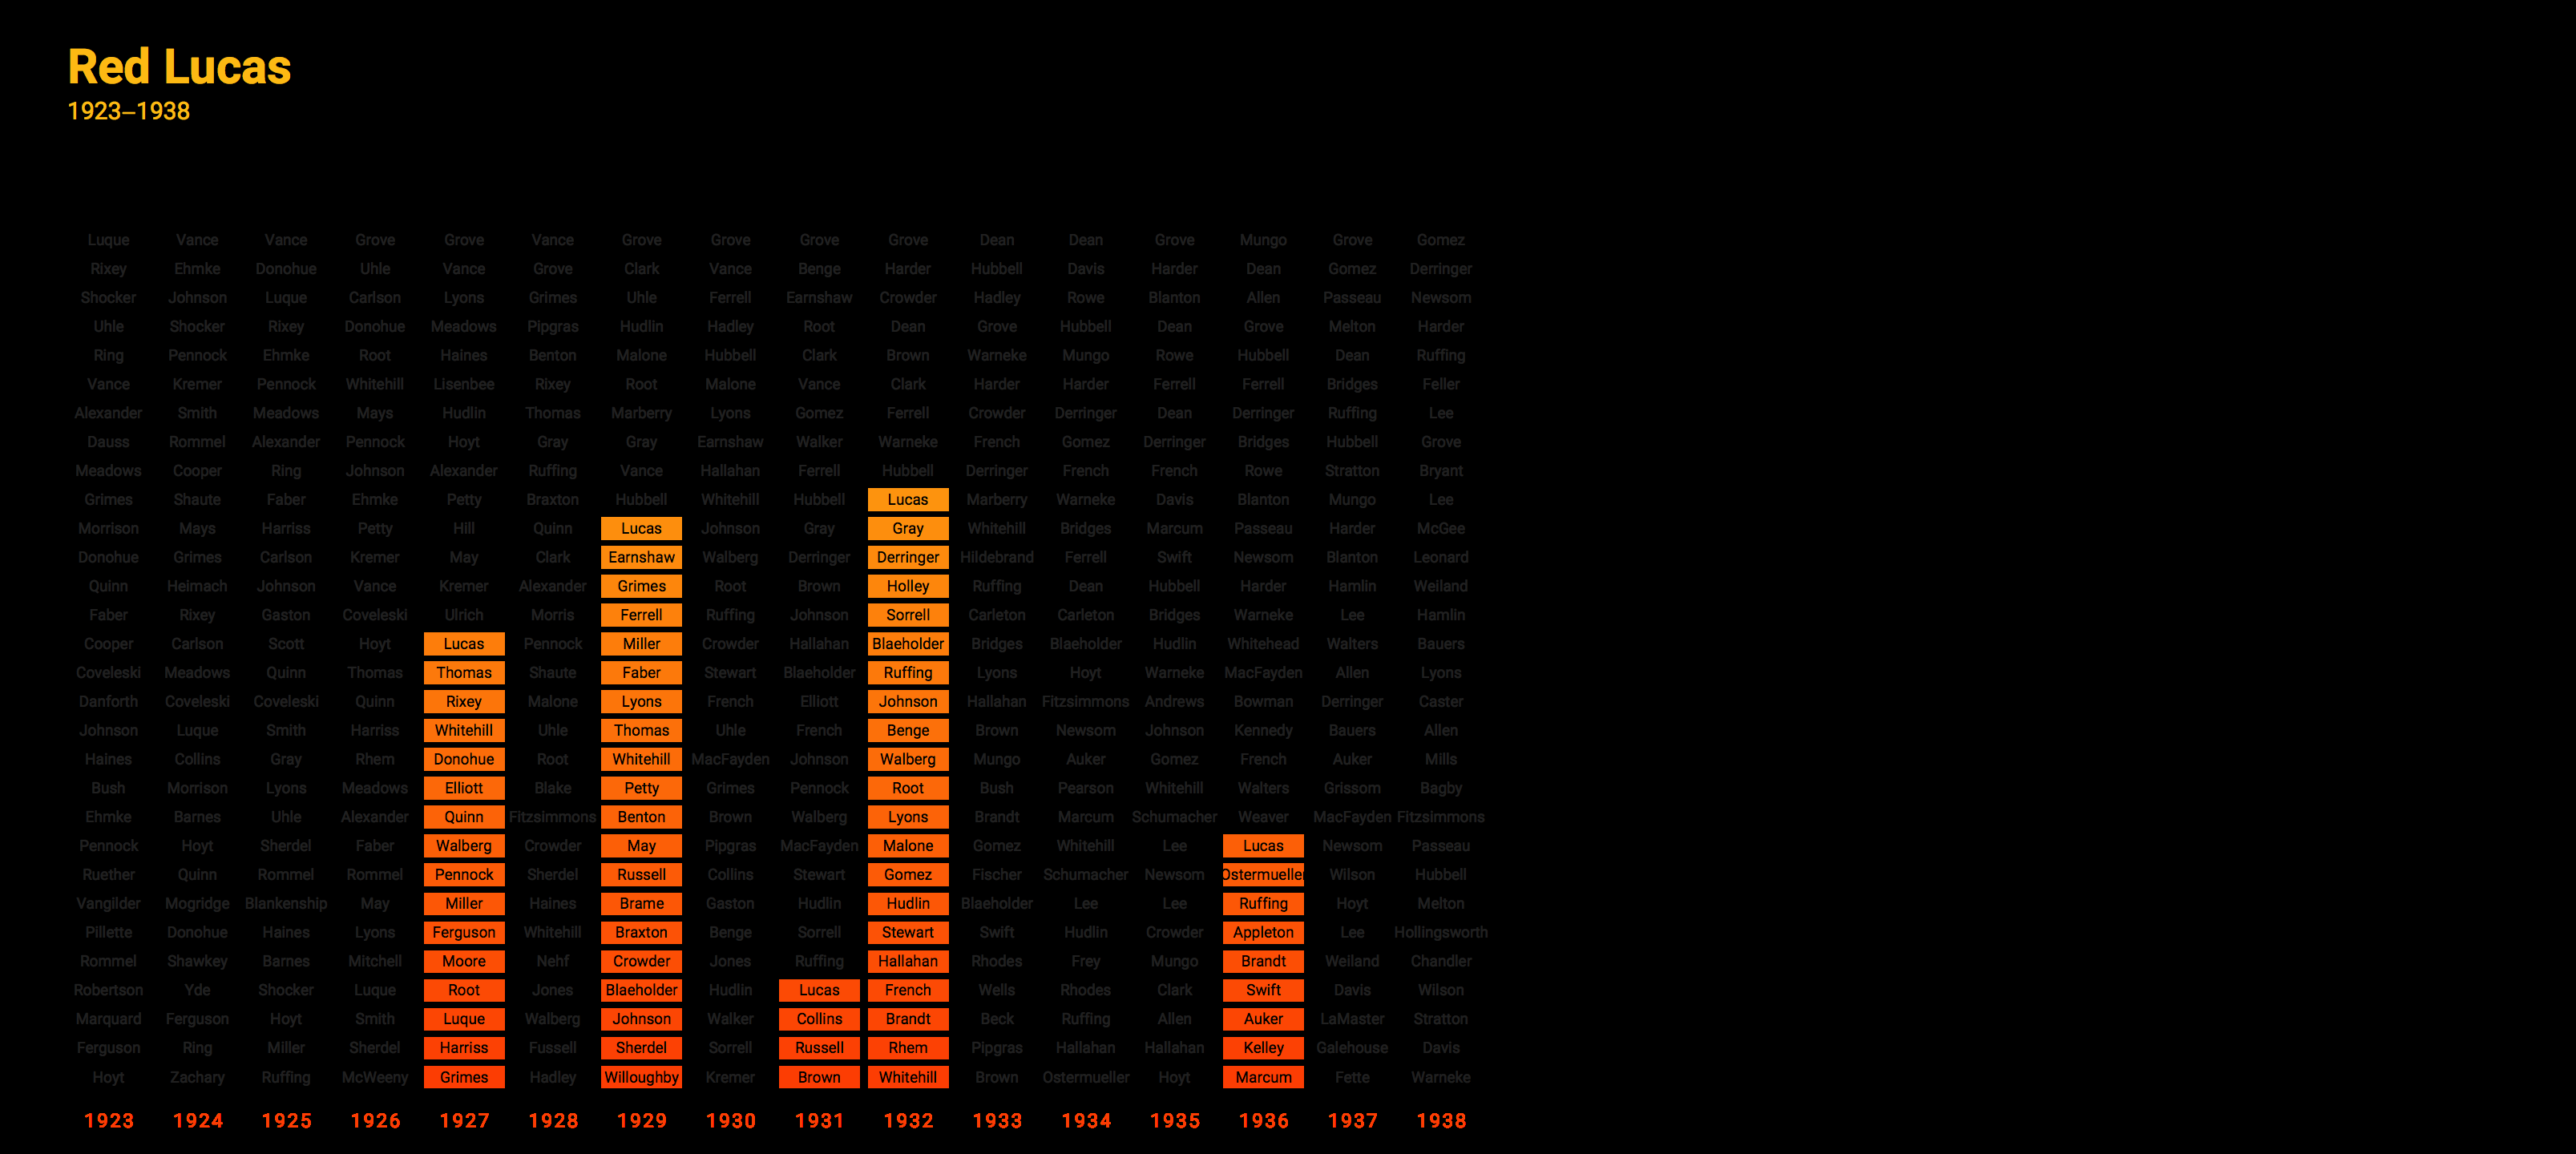 Red Lucas
1923–1938
Luque Vance Vance Grove Grove Vance Grove Grove Grove Grove Dean Dean Grove Mungo Grove Gomez
Rixey Ehmke Donohue Uhle Vance Grove Clark Vance Benge Harder Hubbell Davis Harder Dean Gomez Derringer
Shocker Johnson Luque Carlson Lyons Grimes Uhle Ferrell Earnshaw Crowder Hadley Rowe Blanton Allen Passeau Newsom
Uhle Shocker Rixey Donohue Meadows Pipgras Hudlin Hadley Root Dean Grove Hubbell Dean Grove Melton Harder
Ring Pennock Ehmke Root Haines Benton Malone Hubbell Clark Brown Warneke Mungo Rowe Hubbell Dean Ruffing
Vance Kremer Pennock Whitehill Lisenbee Rixey Root Malone Vance Clark Harder Harder Ferrell Ferrell Bridges Feller
Alexander Smith Meadows Mays Hudlin Thomas Marberry Lyons Gomez Ferrell Crowder Derringer Dean Derringer Ruffing Lee
Dauss Rommel Alexander Pennock Hoyt Gray Gray Earnshaw Walker Warneke French Gomez Derringer Bridges Hubbell Grove
Meadows Cooper Ring Johnson Alexander Ruffing Vance Hallahan Ferrell Hubbell Derringer French French Rowe Stratton Bryant
Grimes Shaute Faber Ehmke Petty Braxton Hubbell Whitehill Hubbell Lucas Marberry Warneke Davis Blanton Mungo Lee
Morrison Mays Harriss Petty Hill Quinn Lucas Johnson Gray Gray Whitehill Bridges Marcum Passeau Harder McGee
Donohue Grimes Carlson Kremer May Clark Earnshaw Walberg Derringer Derringer Hildebrand Ferrell Swift Newsom Blanton Leonard
Quinn Heimach Johnson Vance Kremer Alexander Grimes Root Brown Holley Ruffing Dean Hubbell Harder Hamlin Weiland
Faber Rixey Gaston Coveleski Ulrich Morris Ferrell Ruffing Johnson Sorrell Carleton Carleton Bridges Warneke Lee Hamlin
Cooper Carlson Scott Hoyt Lucas Pennock Miller Crowder Hallahan Blaeholder Bridges Blaeholder Hudlin Whitehead Walters Bauers
Coveleski Meadows Quinn Thomas Thomas Shaute Faber Stewart Blaeholder Ruffing Lyons Hoyt Warneke MacFayden Allen Lyons
Danforth Coveleski Coveleski Quinn Rixey Malone Lyons French Elliott Johnson Hallahan Fitzsimmons Andrews Bowman Derringer Caster
Johnson Luque Smith Harriss Whitehill Uhle Thomas Uhle French Benge Brown Newsom Johnson Kennedy Bauers Allen
Haines Collins Gray Rhem Donohue Root Whitehill MacFayden Johnson Walberg Mungo Auker Gomez French Auker Mills
Bush Morrison Lyons Meadows Elliott Blake Petty Grimes Pennock Root Bush Pearson Whitehill Walters Grissom Bagby
Ehmke Barnes Uhle Alexander Quinn Fitzsimmons Benton Brown Walberg Lyons Brandt Marcum Schumacher Weaver MacFayden Fitzsimmons
Pennock Hoyt Sherdel Faber Walberg Crowder May Pipgras MacFayden Malone Gomez Whitehill Lee Lucas Newsom Passeau
Ruether Quinn Rommel Rommel Pennock Sherdel Russell Collins Stewart Gomez Fischer Schumacher Newsom Ostermueller Wilson Hubbell
Vangilder Mogridge Blankenship May Miller Haines Brame Gaston Hudlin Hudlin Blaeholder Lee Lee Ruffing Hoyt Melton
Pillette Donohue Haines Lyons Ferguson Whitehill Braxton Benge Sorrell Stewart Swift Hudlin Crowder Appleton Lee Hollingsworth
Rommel Shawkey Barnes Mitchell Moore Nehf Crowder Jones Ruffing Hallahan Rhodes Frey Mungo Brandt Weiland Chandler
Robertson Yde Shocker Luque Root Jones Blaeholder Hudlin Lucas French Wells Rhodes Clark Swift Davis Wilson
Marquard Ferguson Hoyt Smith Luque Walberg Johnson Walker Collins Brandt Beck Ruffing Allen Auker LaMaster Stratton
Ferguson Ring Miller Sherdel Harriss Fussell Sherdel Sorrell Russell Rhem Pipgras Hallahan Hallahan Kelley Galehouse Davis
Hoyt Zachary Ruffing McWeeny Grimes Hadley Willoughby Kremer Brown Whitehill Brown Ostermueller Hoyt Marcum Fette Warneke
1923 1924 1925 1926 1927 1928 1929 1930 1931 1932 1933 1934 1935 1936 1937 1938